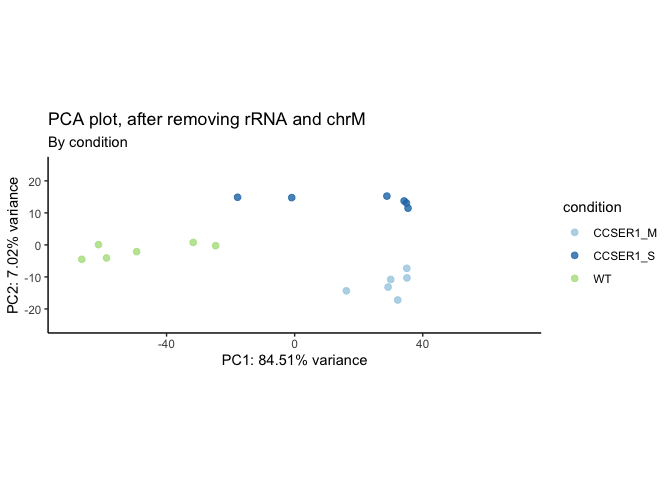 PCA plot, after removing rRNA and chrM
By condition
PC2: 7.02% variance
20
10
0
-10
-20
-40
0
40
PC1: 84.51% variance
condition
CCSER1_M
CCSER1_S
WT